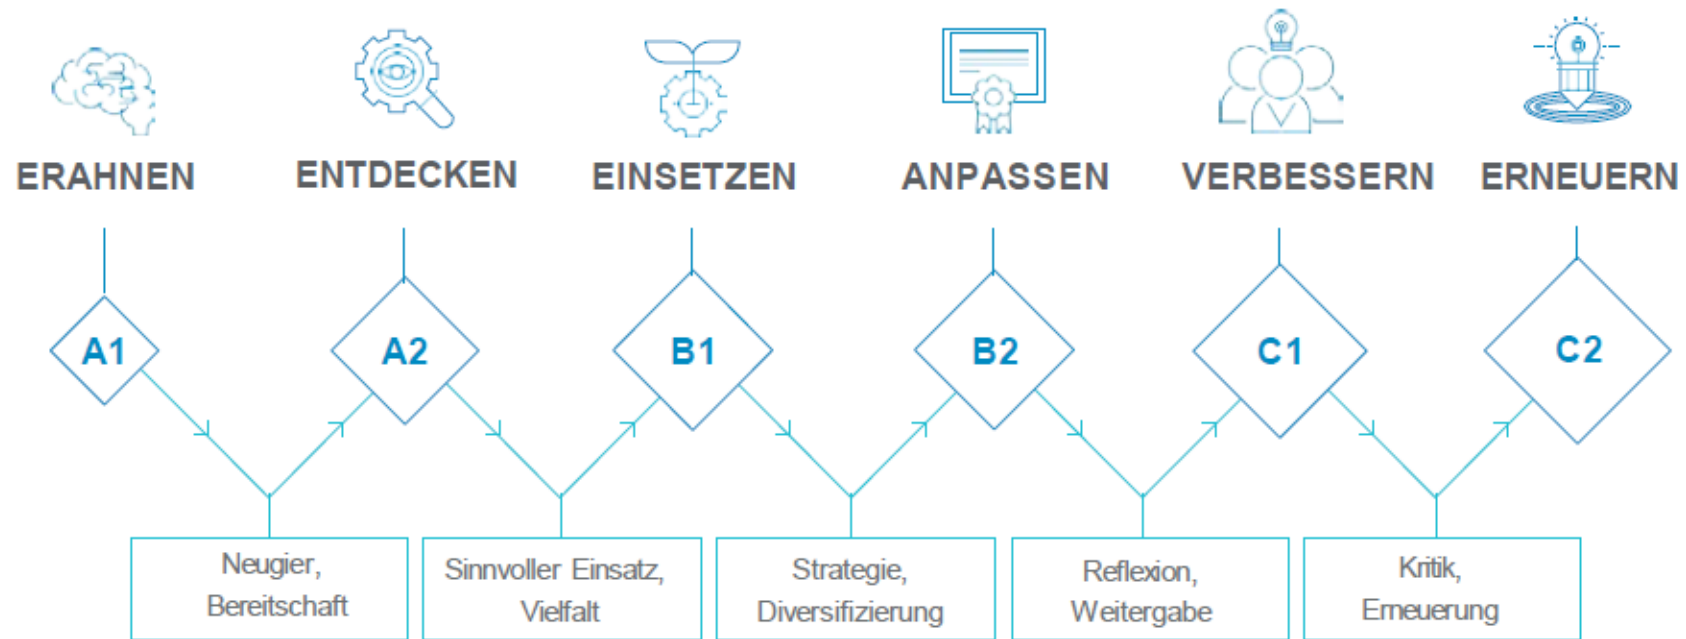 ERAHNEN
ENTDECKEN
EINSETZEN
ANPASSEN
VERBESSERN
ERNEUERN
A1
A2
B1
B2
C1
C2
Neugier,
Bereitschaft
Sinnvoller Einsatz,
Vielfalt
Strategie,
Diversifizierung
Reflexion,
Weitergabe
Kritik,
Erneuerung